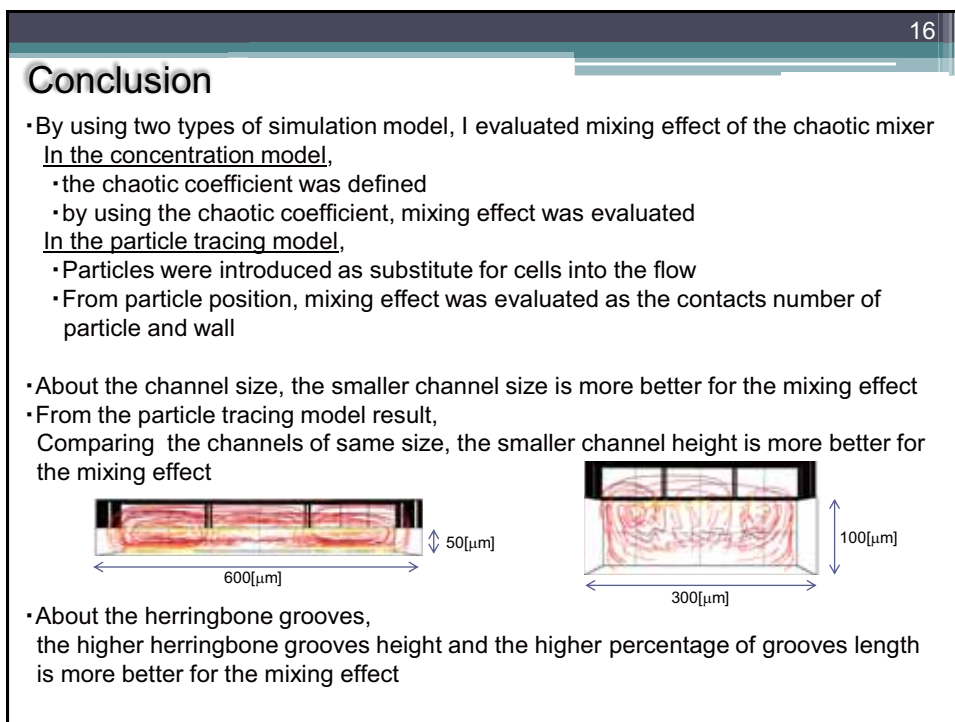 16
Conclusion
・By using two types of simulation model, I evaluated mixing effect of the chaotic mixer
In the concentration model,
・the chaotic coefficient was defined
・by using the chaotic coefficient, mixing effect was evaluated
In the particle tracing model,
・Particles were introduced as substitute for cells into the flow
・From particle position, mixing effect was evaluated as the contacts number of
particle and wall
・About the channel size, the smaller channel size is more better for the mixing effect
・From the particle tracing model result,
Comparing the channels of same size, the smaller channel height is more better for
the mixing effect
50[μm]
600[μm]
100[μm]
300[μm]
・About the herringbone grooves,
the higher herringbone grooves height and the higher percentage of grooves length
is more better for the mixing effect